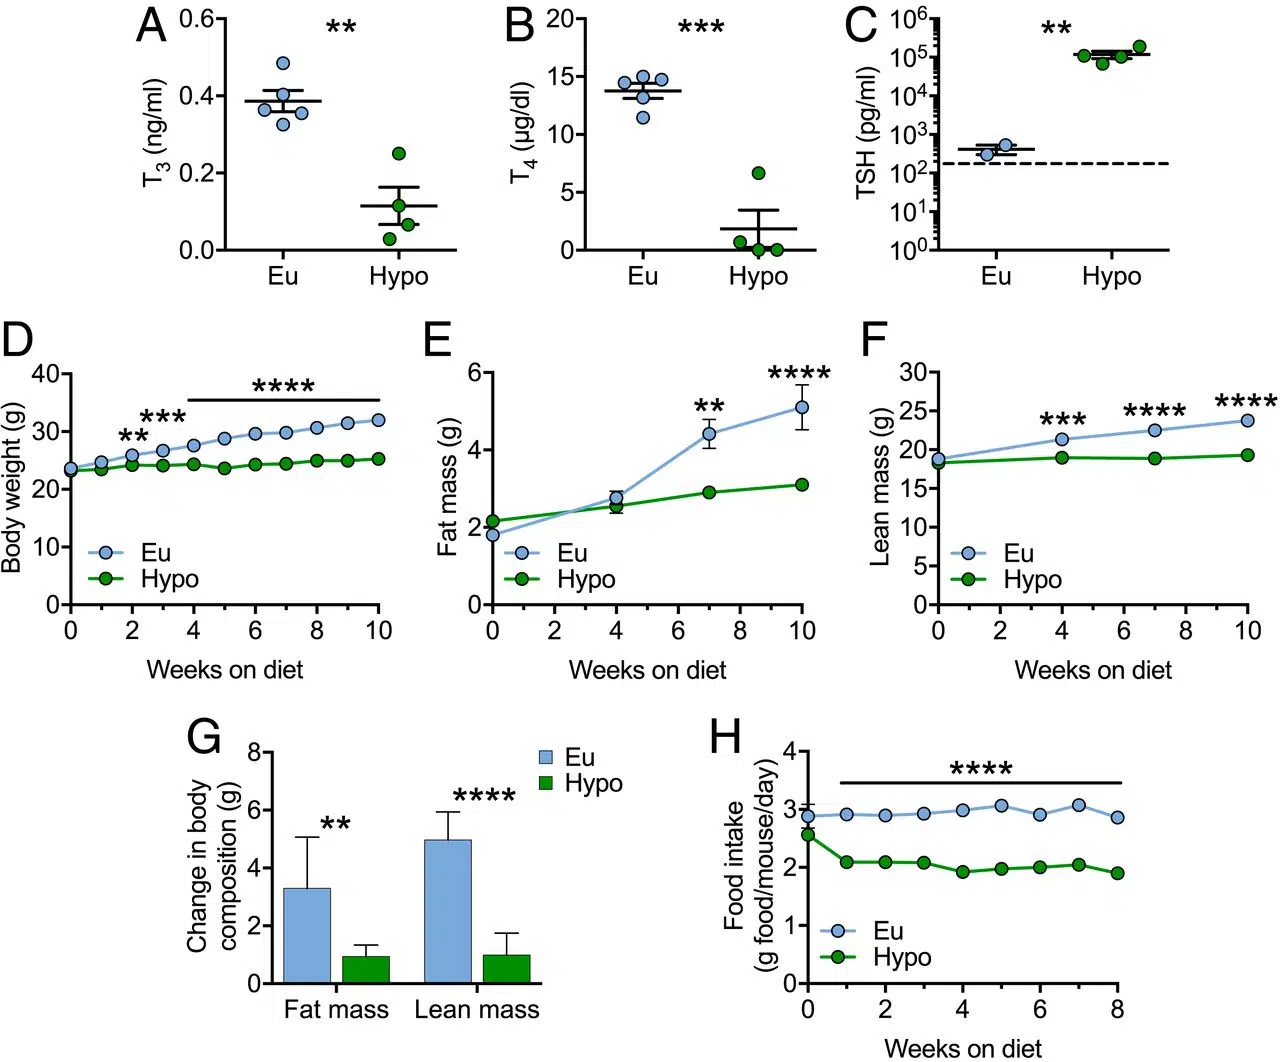 A
0.6
0.4
0.2
0.0
T3 (ng/ml)
**
Eu
Hypo
B
20
15
10
5
0
T4 (µg/dl)
***
Eu
Hypo
C
10^6
10^5
10^4
10^3
10^2
10^1
10^0
TSH (pg/ml)
**
Eu
Hypo
D
40
30
20
10
0
Body weight (g)
**
***
****
Eu
Hypo
0 2 4 6 8 10
Weeks on diet
E
6
4
2
0
Fat mass (g)
**
****
Eu
Hypo
0 2 4 6 8 10
Weeks on diet
F
30
25
20
15
10
5
0
Lean mass (g)
***
****
****
Eu
Hypo
0 2 4 6 8 10
Weeks on diet
G
8
6
4
2
0
Change in body
composition (g)
**
****
Eu
Hypo
Fat mass
Lean mass
H
4
3
2
1
0
Food intake
(g food/mouse/day)
****
Eu
Hypo
0 2 4 6 8
Weeks on diet